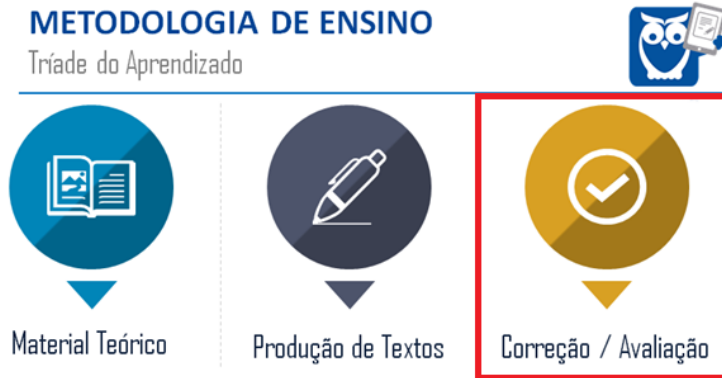 METODOLOGIA DE ENSINO
Tríade do Aprendizado
Material Teórico
Produção de Textos
Correção / Avaliação